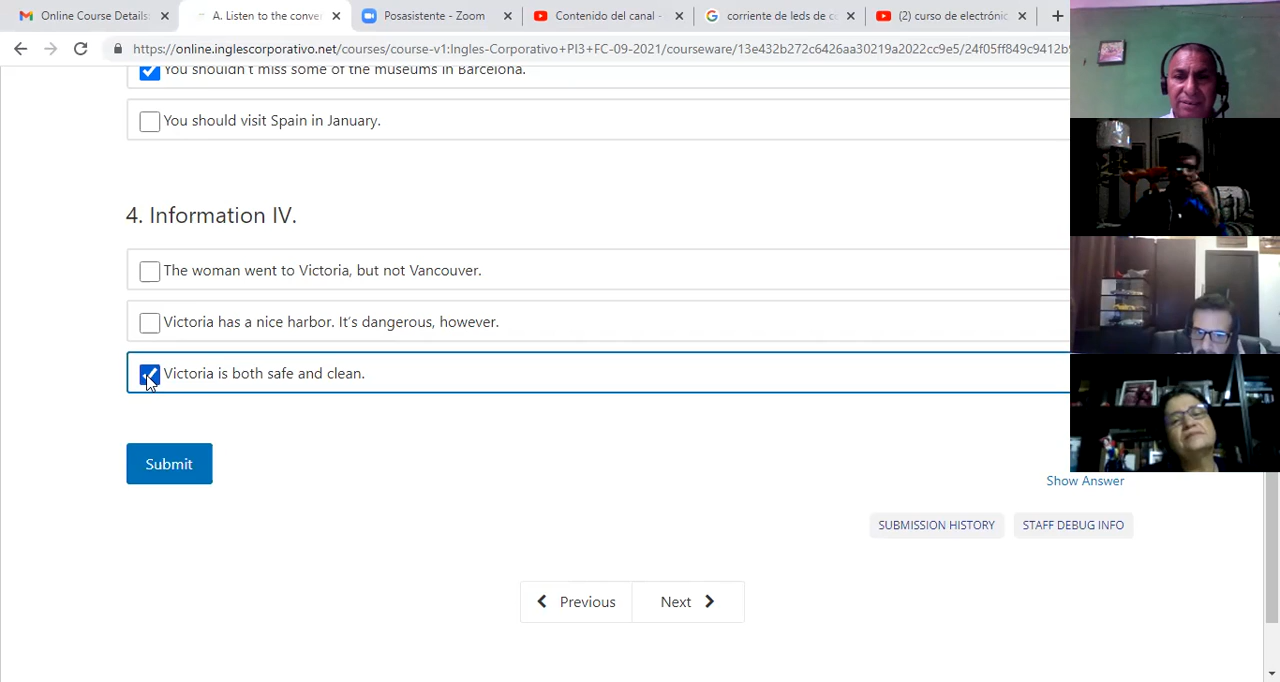 Online Course Details:
A. Listen to the conver
Posasistente - Zoom
Contenido del canal -
corriente de leds de c
(2) curso de electrónic
https://online.inglescorporativo.net/courses/course-v1:Ingles-Corporativo+PI3+FC-09-2021/courseware/13e432b272c6426aa30219a2022cc9e5/24f05ff849c9412b
You shouldn't miss some of the museums in Barcelona.
You should visit Spain in January.
4. Information IV.
The woman went to Victoria, but not Vancouver.
Victoria has a nice harbor. It's dangerous, however.
Victoria is both safe and clean.
Submit
Show Answer
SUBMISSION HISTORY
STAFF DEBUG INFO
Previous
Next